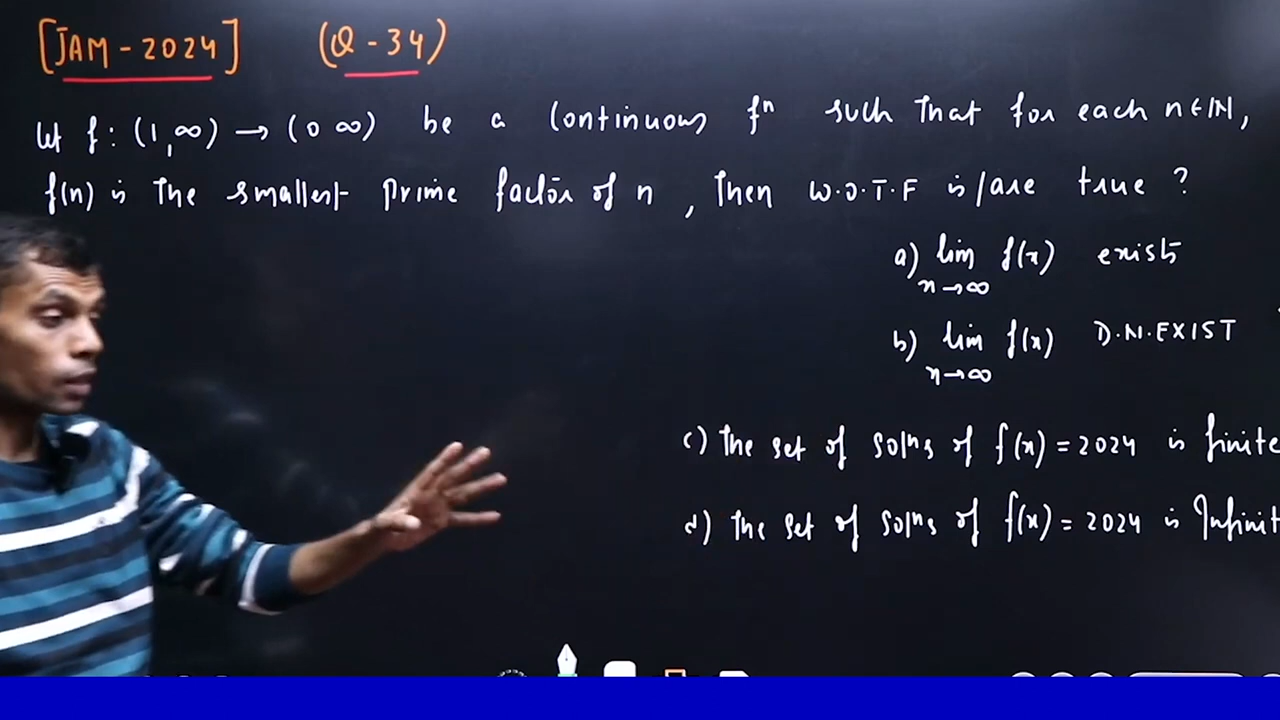 [JAM-2024] (Q-34)
Let f: (1,∞) → (0 ∞) be a continuous fⁿ such that for each n∈IN,
f(n) is the smallest prime factor of n, Then W.O.T.F is/are true ?
a) lim f(x) exists
x→∞
b) lim f(x) D.N.EXIST
x→∞
c) The set of solⁿs of f(x) = 2024 is finite
d) The set of solⁿs of f(x) = 2024 is Infinit